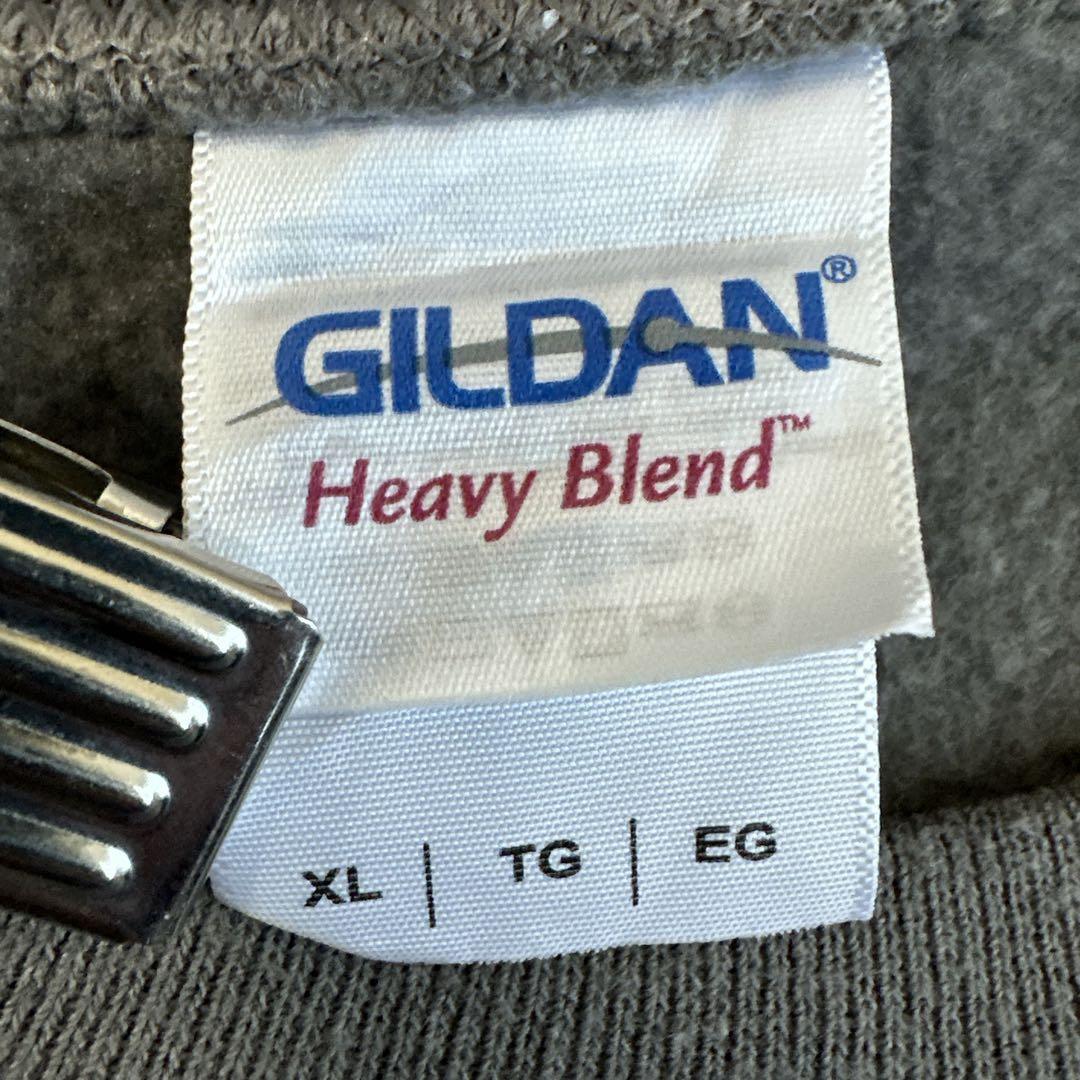 GILDAN®
Heavy Blend™
XL | TG | EG